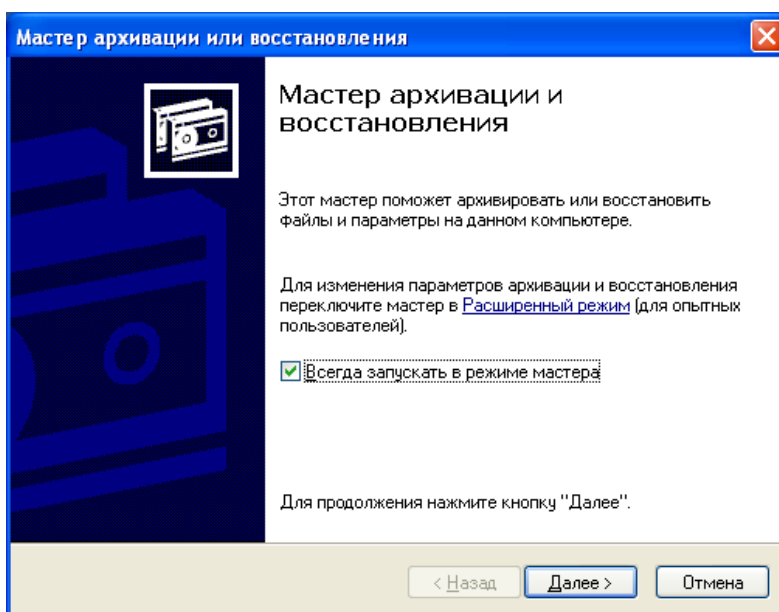 Мастер архивации или восстановления
Мастер архивации и
восстановления
Этот мастер поможет архивировать или восстановить
файлы и параметры на данном компьютере.
Для изменения параметров архивации и восстановления
переключите мастер в Расширенный режим (для опытных
пользователей).
Всегда запускать в режиме мастера
Для продолжения нажмите кнопку "Далее".
< Назад
Далее >
Отмена